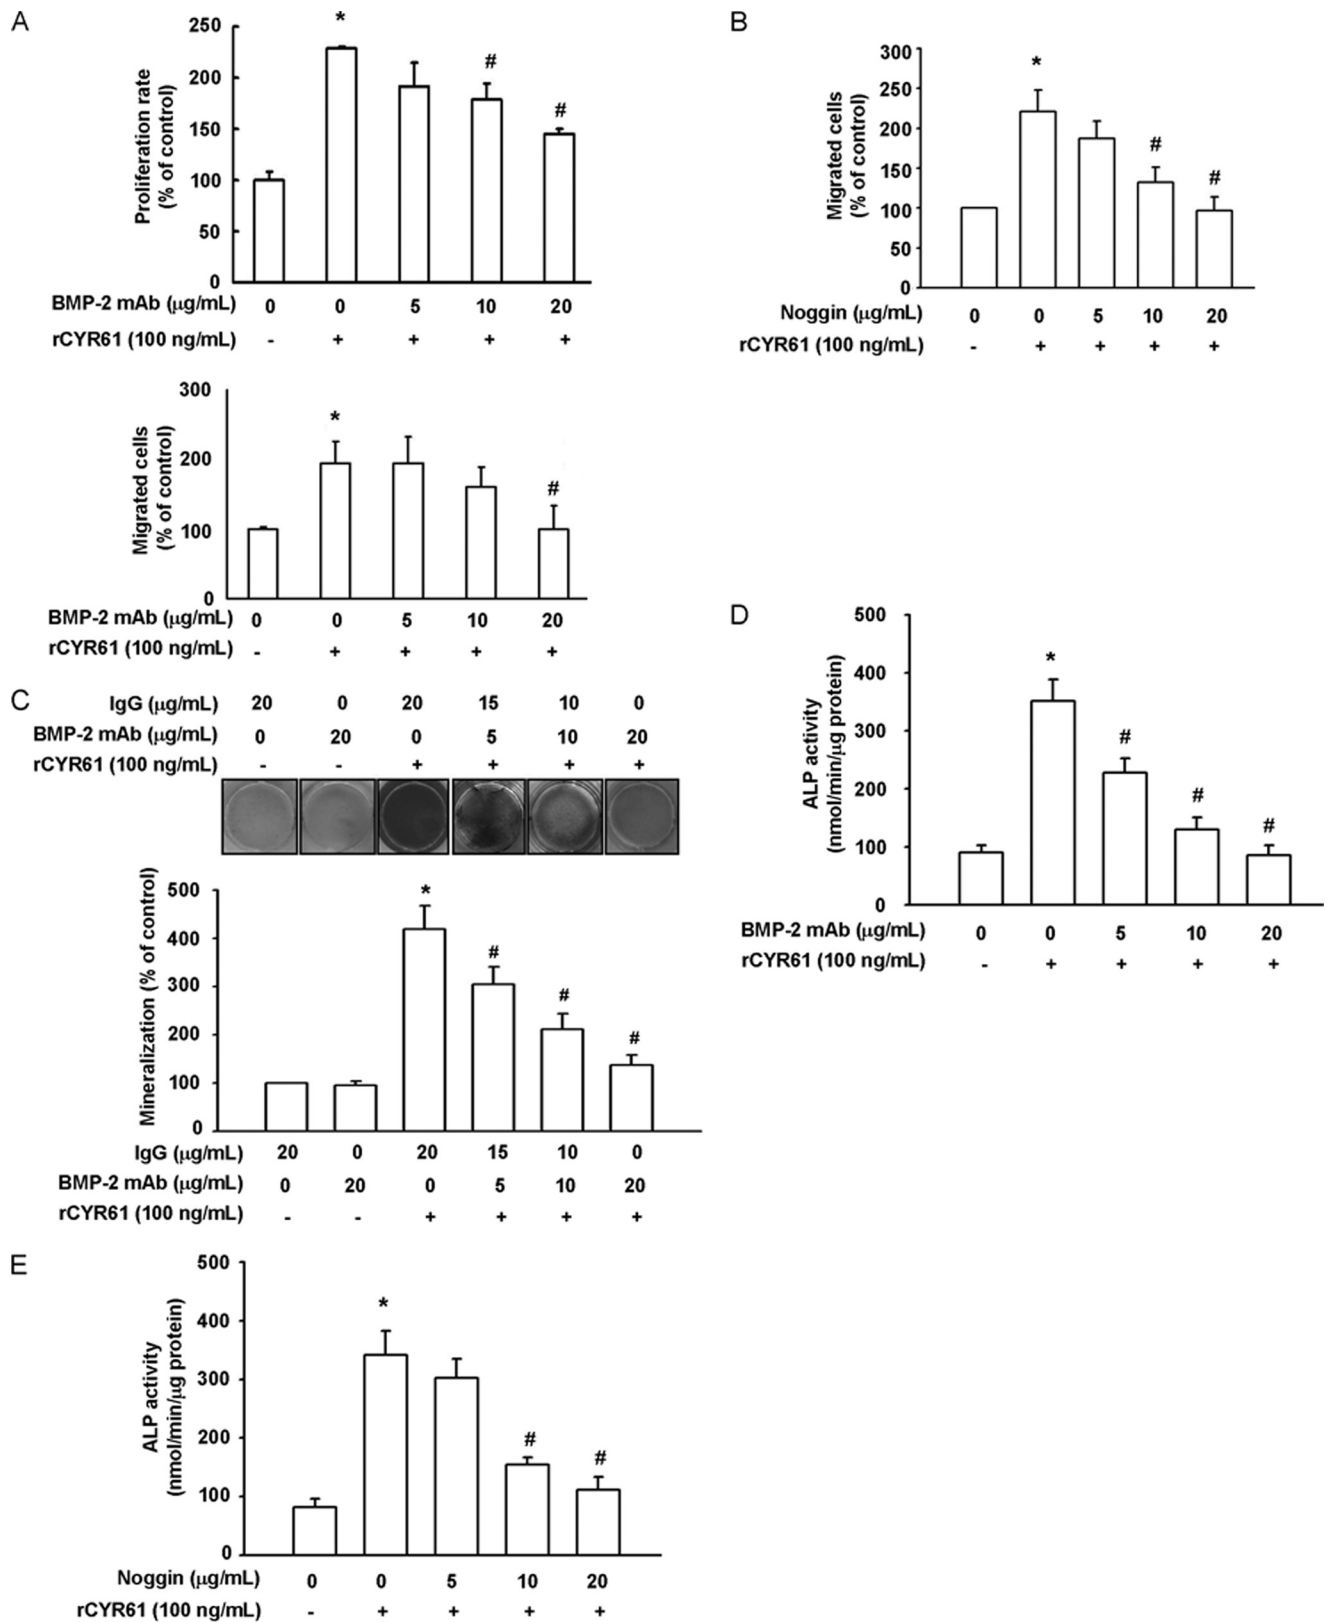 A
Proliferation rate
(% of control)
250
*
200
#
150
#
100
50
0
BMP-2 mAb (μg/mL) 0 0 5 10 20
rCYR61 (100 ng/mL) - + + + +
Migrated cells
(% of control)
300
*
200
#
100
0
BMP-2 mAb (μg/mL) 0 0 5 10 20
rCYR61 (100 ng/mL) - + + + +
B
Migrated cells
(% of control)
300
*
250
200
#
150
#
100
50
0
Noggin (μg/mL) 0 0 5 10 20
rCYR61 (100 ng/mL) - + + + +
C
IgG (μg/mL) 20 0 20 15 10 0
BMP-2 mAb (μg/mL) 0 20 0 5 10 20
rCYR61 (100 ng/mL) - - + + + +
Mineralization (% of control)
500
*
400
#
300
#
200
#
100
0
IgG (μg/mL) 20 0 20 15 10 0
BMP-2 mAb (μg/mL) 0 20 0 5 10 20
rCYR61 (100 ng/mL) - - + + + +
D
ALP activity
(nmol/min/μg protein)
500
*
400
300
#
200
#
#
100
0
BMP-2 mAb (μg/mL) 0 0 5 10 20
rCYR61 (100 ng/mL) - + + + +
E
ALP activity
(nmol/min/μg protein)
500
*
400
300
200
#
#
100
0
Noggin (μg/mL) 0 0 5 10 20
rCYR61 (100 ng/mL) - + + + +